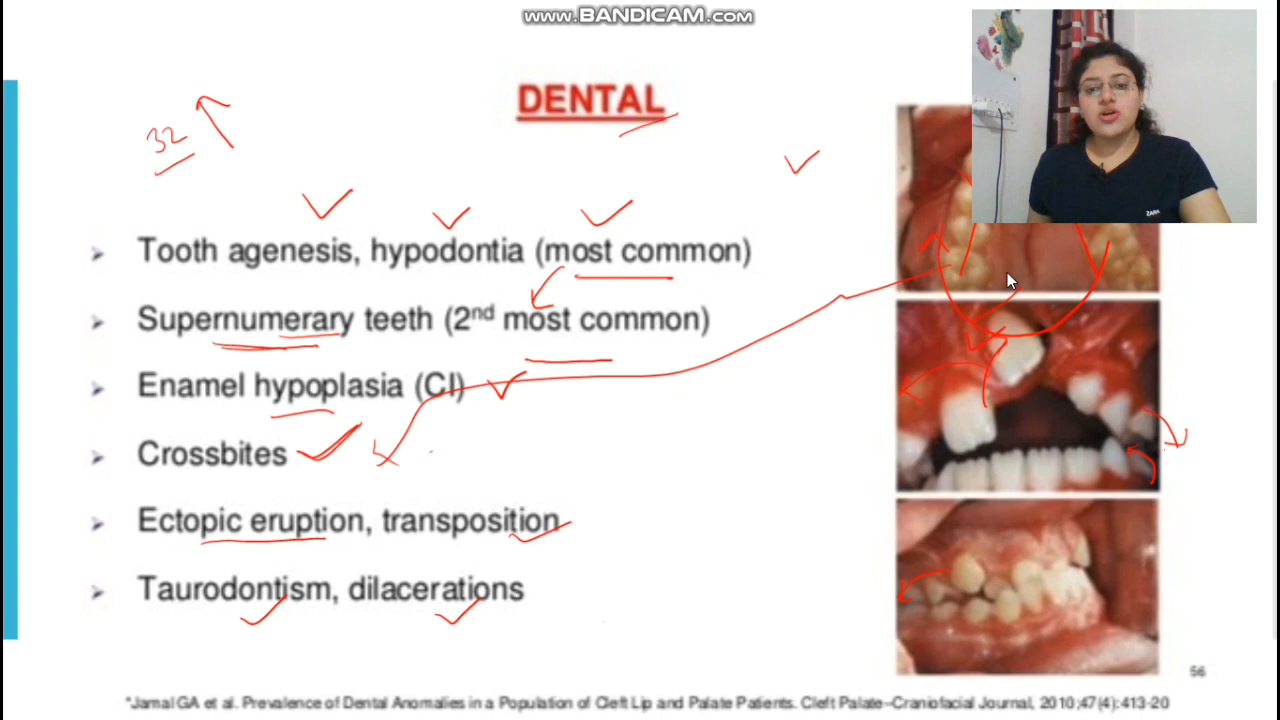 www.BANDICAM.com
DENTAL
32
Tooth agenesis, hypodontia (most common)
Supernumerary teeth (2nd most common)
Enamel hypoplasia (CI)
Crossbites
Ectopic eruption, transposition
Taurodontism, dilacerations
ZARA
56
*Jamal GA et al. Prevalence of Dental Anomalies in a Population of Cleft Lip and Palate Patients. Cleft Palate–Craniofacial Journal, 2010;47(4):413-20